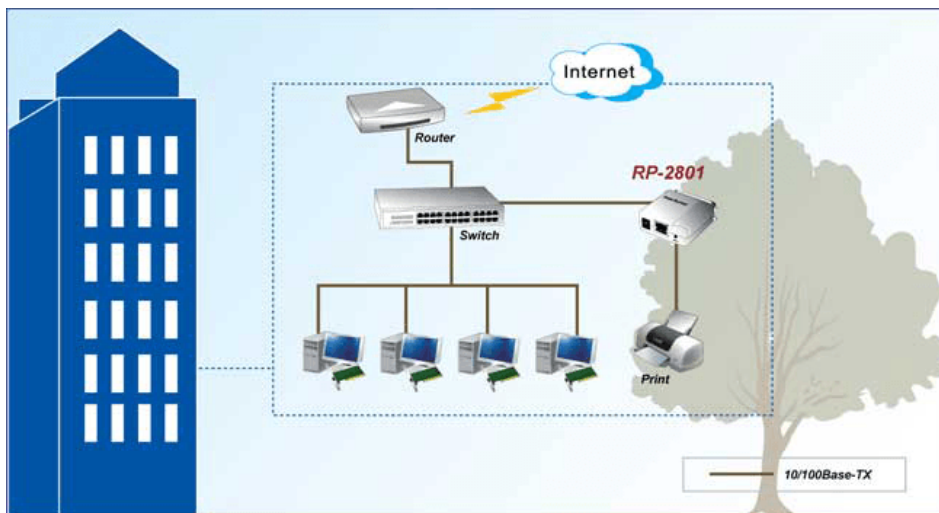 Internet
Router
RP-2801
Switch
Print
10/100Base-TX